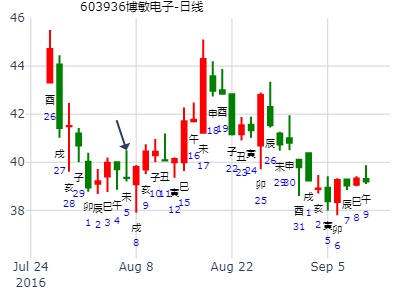 603936博敏电子-日线
46
44
42
40
38
酉
26
戌
27
亥
28
子
29
卯
1
辰
2
巳
3
午
4
未
5
戌
8
亥
9
子
10
丑
11
寅
12
巳
15
午
16
未
17
申
18
酉
19
子
22
丑
23
寅
24
卯
25
辰
26
未
29
申
30
酉
31
戌
1
亥
2
寅
5
卯
6
辰
7
巳
8
午
9
Jul 24
2016
Aug 8
Aug 22
Sep 5